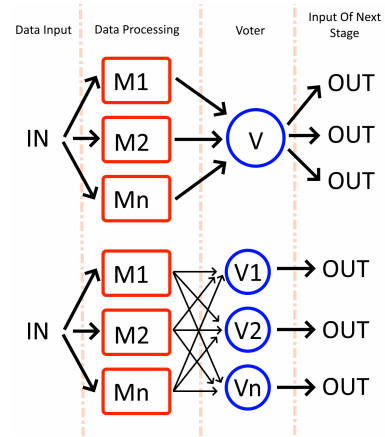 Data Input
Data Processing
Voter
Input Of Next
Stage
M1
OUT
IN
M2
V
OUT
Mn
OUT
M1
V1
OUT
IN
M2
V2
OUT
Mn
Vn
OUT